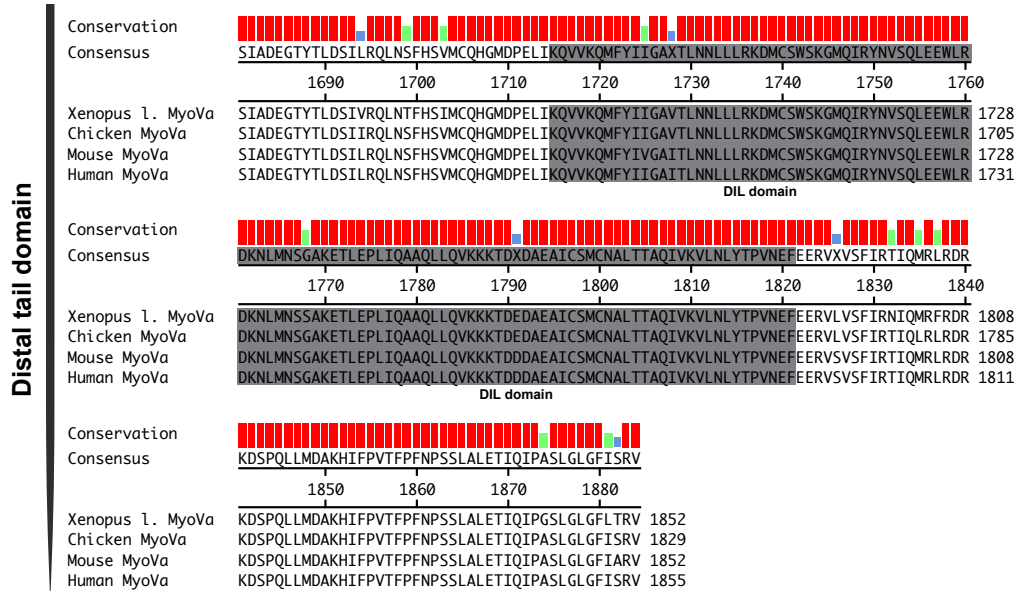 Conservation
Consensus SIADEGTYTLDSILRQLNSFHSVMCQHGMDPELIKQVVKQMFYIIGAXTLNNLLLRKDMCSWSKGMQIRYNVSQLEEWLR
1690 1700 1710 1720 1730 1740 1750 1760
Xenopus l. MyoVa SIADEGTYTLDSIVRQLNTFHSIMCQHGMDPELIKQVVKQMFYIIGAVTLNNLLLRKDMCSWSKGMQIRYNVSQLEEWLR 1728
Chicken MyoVa SIADEGTYTLDSIIRQLNSFHSVMCQHGMDPELIKQVVKQMFYIIGAITLNNLLLRKDMCSWSKGMQIRYNVSQLEEWLR 1705
Mouse MyoVa SIADEGTYTLDSILRQLNSFHSVMCQHGMDPELIKQVVKQMFYIVGAITLNNLLLRKDMCSWSKGMQIRYNVSQLEEWLR 1728
Human MyoVa SIADEGTYTLDSILRQLNSFHSVMCQHGMDPELIKQVVKQMFYIIGAITLNNLLLRKDMCSWSKGMQIRYNVSQLEEWLR 1731
DIL domain
Distal tail domain
Conservation
Consensus DKNLMNSGAKETLEPLIQAAQLLQVKKKTDXDAEAICSMCNALTTAQIVKVLNLYTPVNEFEERVXVSFIRTIQMRLRDR
1770 1780 1790 1800 1810 1820 1830 1840
Xenopus l. MyoVa DKNLMNSSAKETLEPLIQAAQLLQVKKKTDEDAEAICSMCNALTTAQIVKVLNLYTPVNEFEERVLVSFIRNIQMRFRDR 1808
Chicken MyoVa DKNLMNSGAKETLEPLIQAAQLLQVKKKTDEDAEAICSMCNALTTAQIVKVLNLYTPVNEFEERVLVSFIRTIQLRLRDR 1785
Mouse MyoVa DKNLMNSGAKETLEPLIQAAQLLQVKKKTDDDAEAICSMCNALTTAQIVKVLNLYTPVNEFEERVSVSFIRTIQMRLRDR 1808
Human MyoVa DKNLMNSGAKETLEPLIQAAQLLQVKKKTDDDAEAICSMCNALTTAQIVKVLNLYTPVNEFEERVSVSFIRTIQMRLRDR 1811
DIL domain
Conservation
Consensus KDSPQLLMDAKHIFPVTFPFNPSSLALETIQIPASLGLGFISRV
1850 1860 1870 1880
Xenopus l. MyoVa KDSPQLLMDAKHIFPVTFPFNPSSLALETIQIPGSLGLGFLTRV 1852
Chicken MyoVa KDSPQLLMDAKHIFPVTFPFNPSSLALETIQIPASLGLGFISRV 1829
Mouse MyoVa KDSPQLLMDAKHIFPVTFPFNPSSLALETIQIPASLGLGFIARV 1852
Human MyoVa KDSPQLLMDAKHIFPVTFPFNPSSLALETIQIPASLGLGFISRV 1855